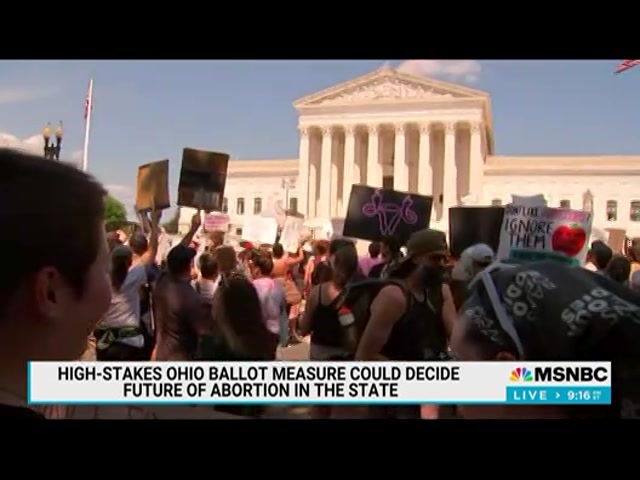 IGNORE
THEM
HIGH-STAKES OHIO BALLOT MEASURE COULD DECIDE
FUTURE OF ABORTION IN THE STATE
MSNBC
LIVE > 9:16